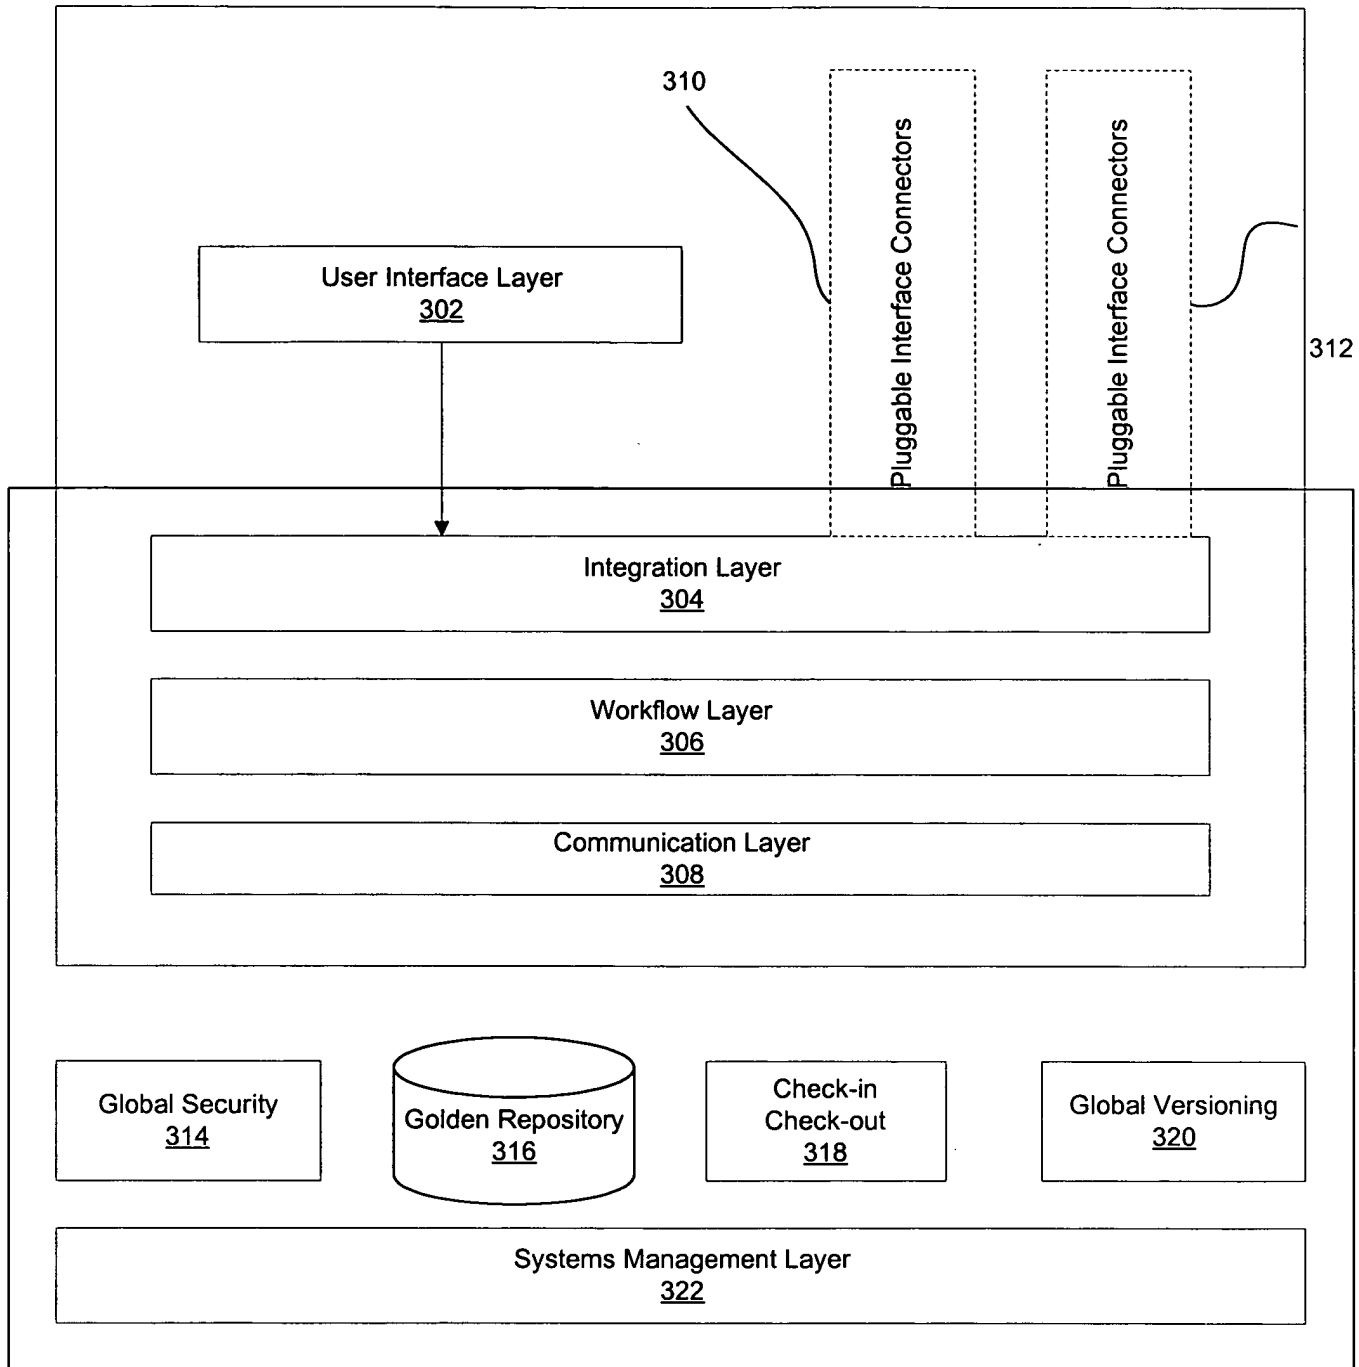 310
Pluggable Interface Connectors
Pluggable Interface Connectors
User Interface Layer
302
312
Integration Layer
304
Workflow Layer
306
Communication Layer
308
Global Security
314
Golden Repository
316
Check-in
Check-out
318
Global Versioning
320
Systems Management Layer
322